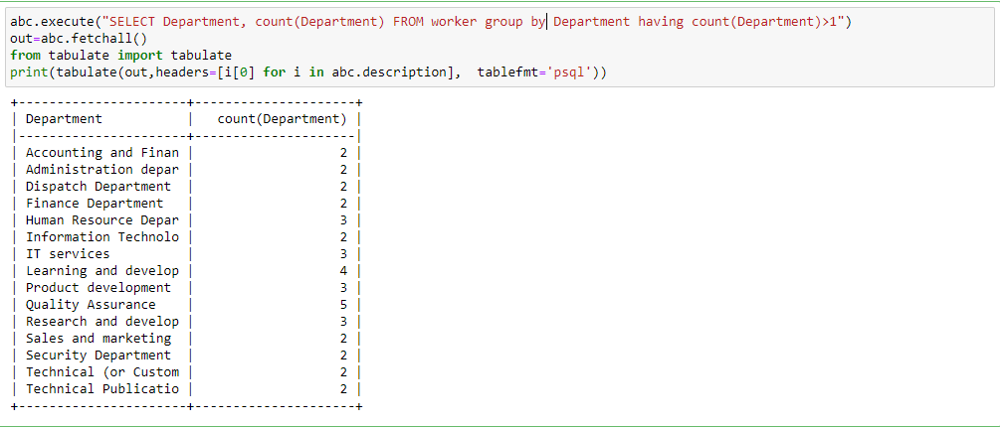 abc.execute("SELECT Department, count(Department) FROM worker group by Department having count(Department)>1")
out=abc.fetchall()
from tabulate import tabulate
print(tabulate(out,headers=[i[0] for i in abc.description],  tablefmt='psql'))
+----------------------+---------------------+
| Department           |   count(Department) |
|----------------------+---------------------|
| Accounting and Finan |                   2 |
| Administration depar |                   2 |
| Dispatch Department  |                   2 |
| Finance Department   |                   2 |
| Human Resource Depar |                   3 |
| Information Technolo |                   2 |
| IT services          |                   3 |
| Learning and develop |                   4 |
| Product development  |                   3 |
| Quality Assurance    |                   5 |
| Research and develop |                   3 |
| Sales and marketing  |                   2 |
| Security Department  |                   2 |
| Technical (or Custom |                   2 |
| Technical Publicatio |                   2 |
+----------------------+---------------------+